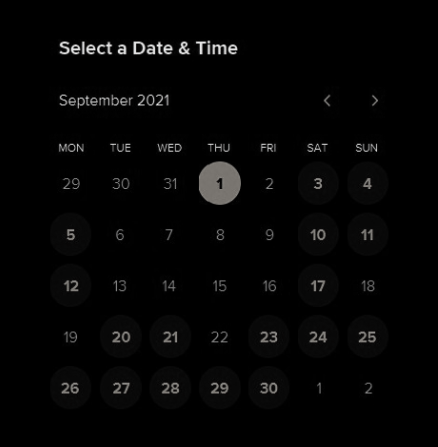 Select a Date & Time
September 2021
MON TUE WED THU FRI SAT SUN
29 30 31 1 2 3 4
5 6 7 8 9 10 11
12 13 14 15 16 17 18
19 20 21 22 23 24 25
26 27 28 29 30 1 2